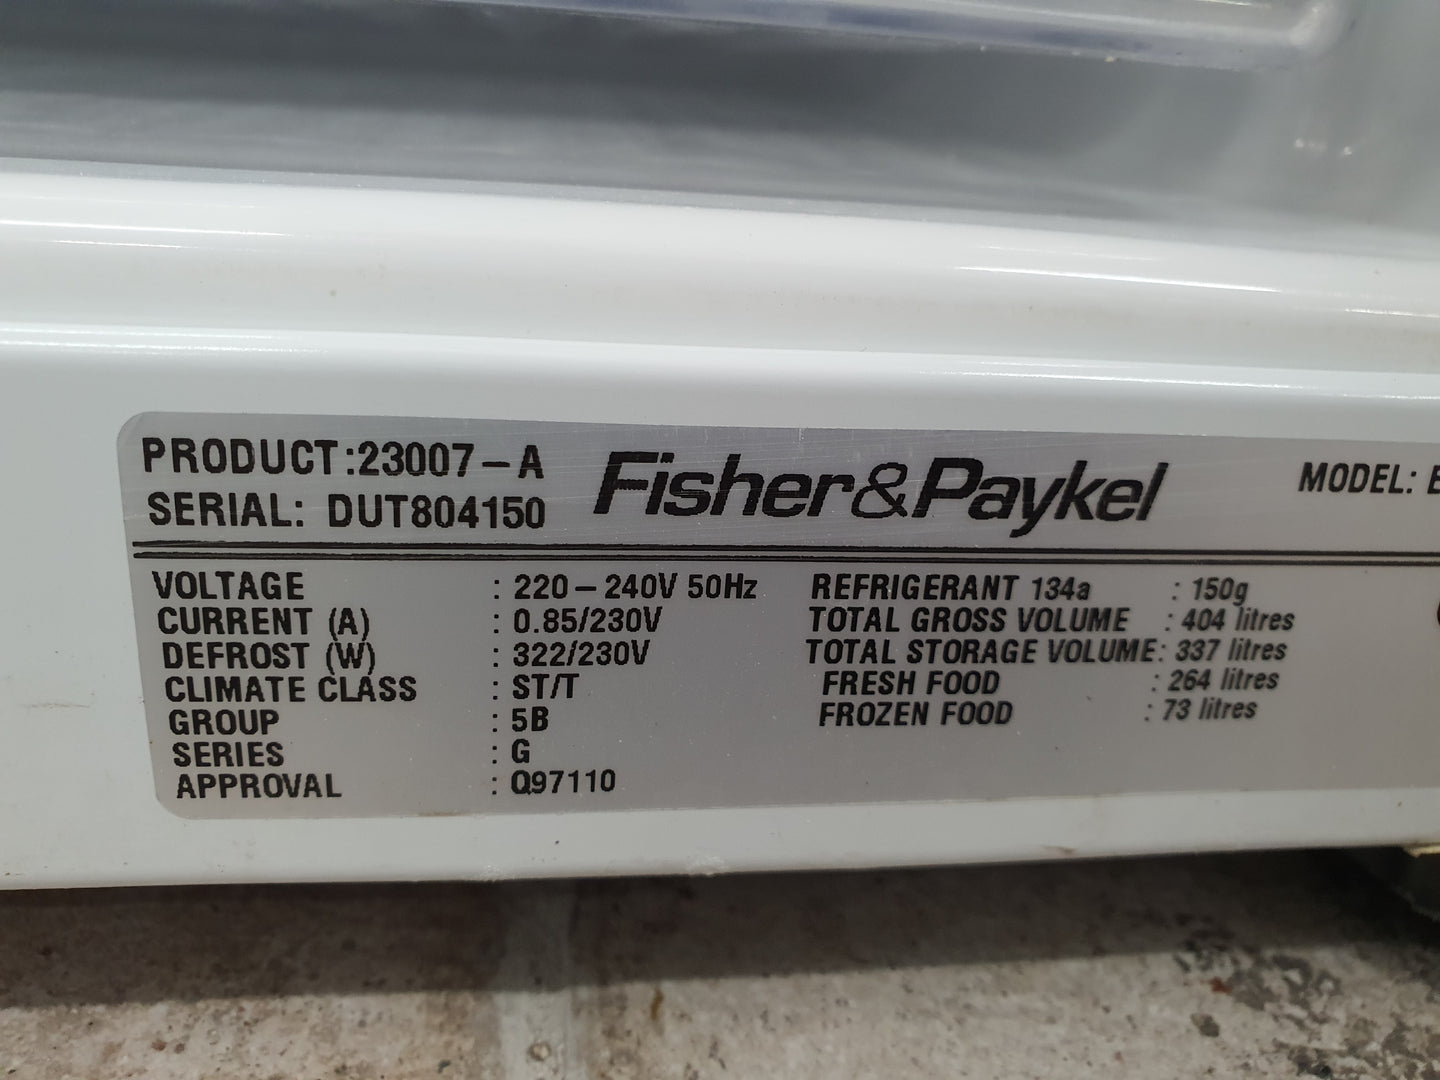 PRODUCT:23007-A
SERIAL: DUT804150
Fisher&Paykel
MODEL:
VOLTAGE : 220-240V 50Hz
CURRENT (A) : 0.85/230V
DEFROST (W) : 322/230V
CLIMATE CLASS : ST/T
GROUP : 5B
SERIES : G
APPROVAL : Q97110
REFRIGERANT 134a : 150g
TOTAL GROSS VOLUME : 404 litres
TOTAL STORAGE VOLUME: 337 litres
FRESH FOOD : 264 litres
FROZEN FOOD : 73 litres